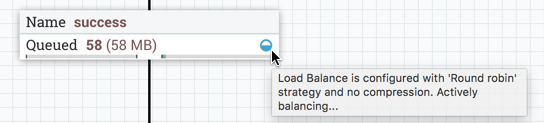 Name success
Queued 58 (58 MB)
Load Balance is configured with 'Round robin'
strategy and no compression. Actively
balancing...